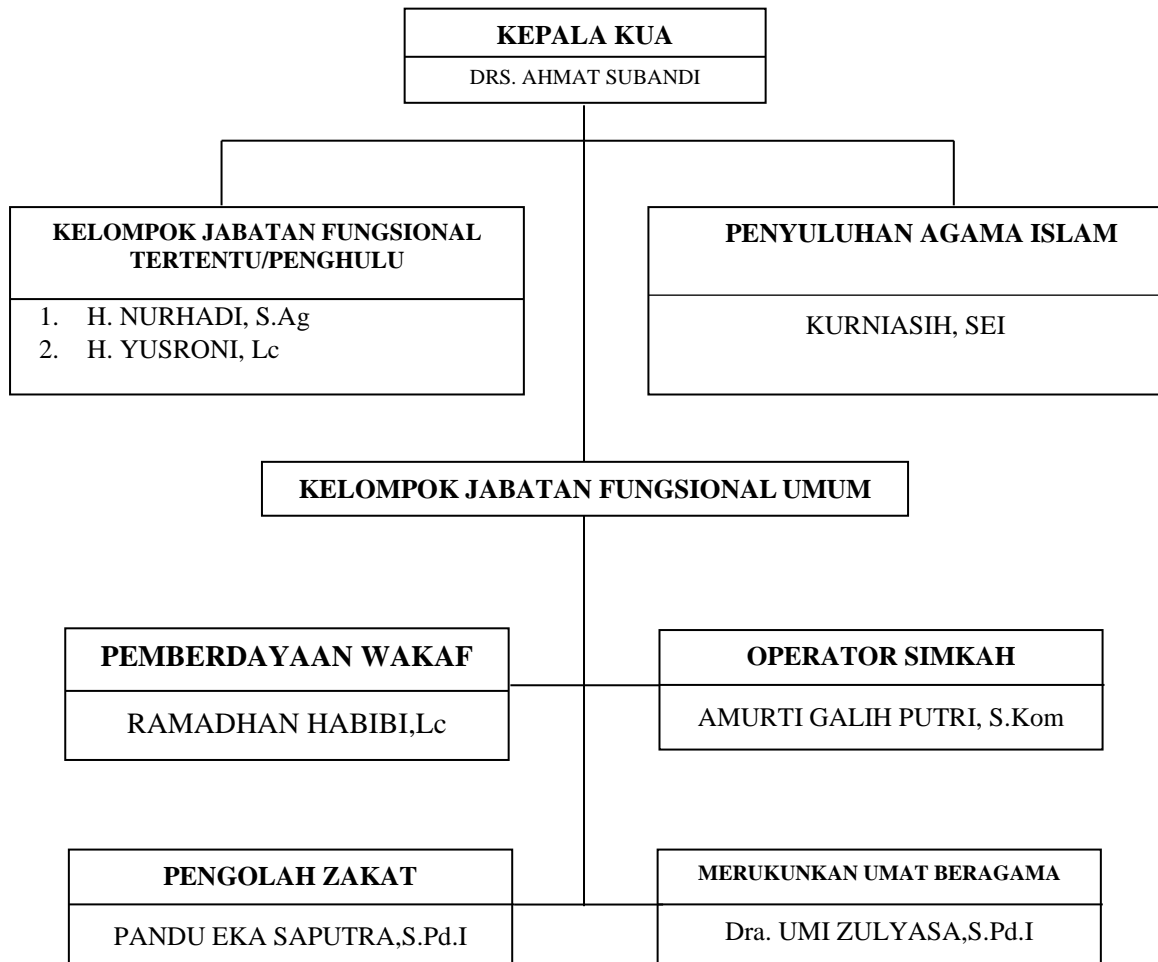 KEPALA KUA
DRS. AHMAT SUBANDI
KELOMPOK JABATAN FUNGSIONAL
TERTENTU/PENGHULU
1. H. NURHADI, S.Ag
2. H. YUSRONI, Lc
PENYULUHAN AGAMA ISLAM
KURNIASIH, SEI
KELOMPOK JABATAN FUNGSIONAL UMUM
PEMBERDAYAAN WAKAF
RAMADHAN HABIBI,Lc
OPERATOR SIMKAH
AMURTI GALIH PUTRI, S.Kom
PENGOLAH ZAKAT
PANDU EKA SAPUTRA,S.Pd.I
MERUKUNKAN UMAT BERAGAMA
Dra. UMI ZULYASA,S.Pd.I